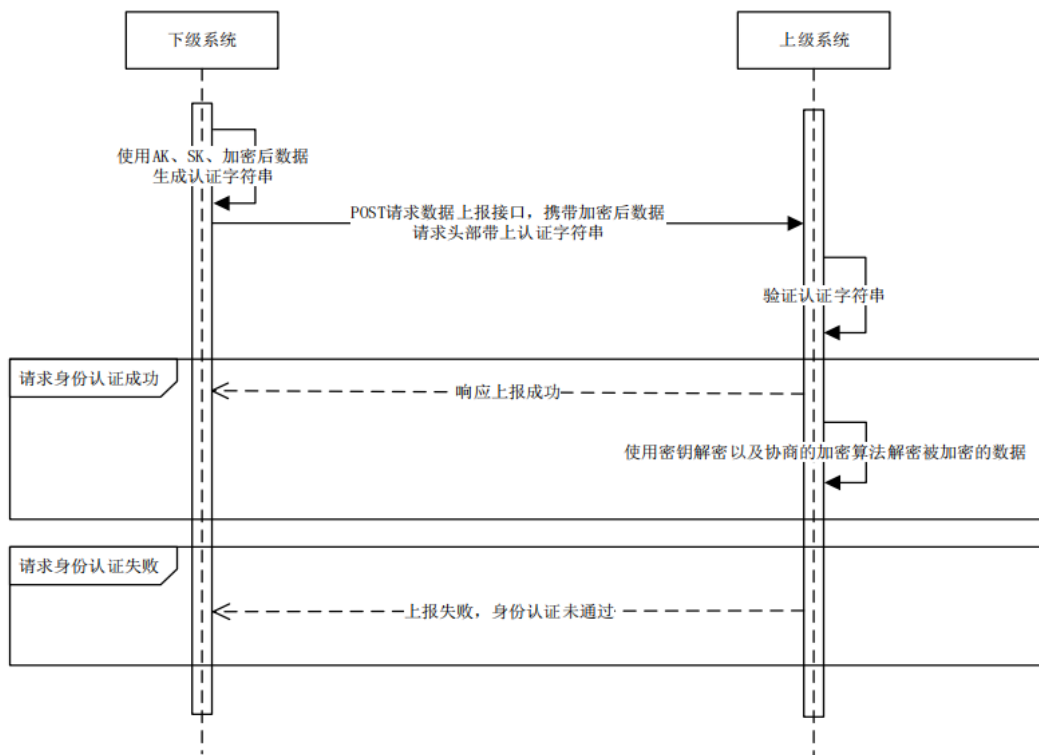 下级系统
上级系统
使用AK、SK、加密后数据
生成认证字符串
POST请求数据上报接口，携带加密后数据
请求头部带上认证字符串
验证认证字符串
请求身份认证成功
响应上报成功
使用密钥解密以及协商的加密算法解密被加密的数据
请求身份认证失败
上报失败，身份认证未通过